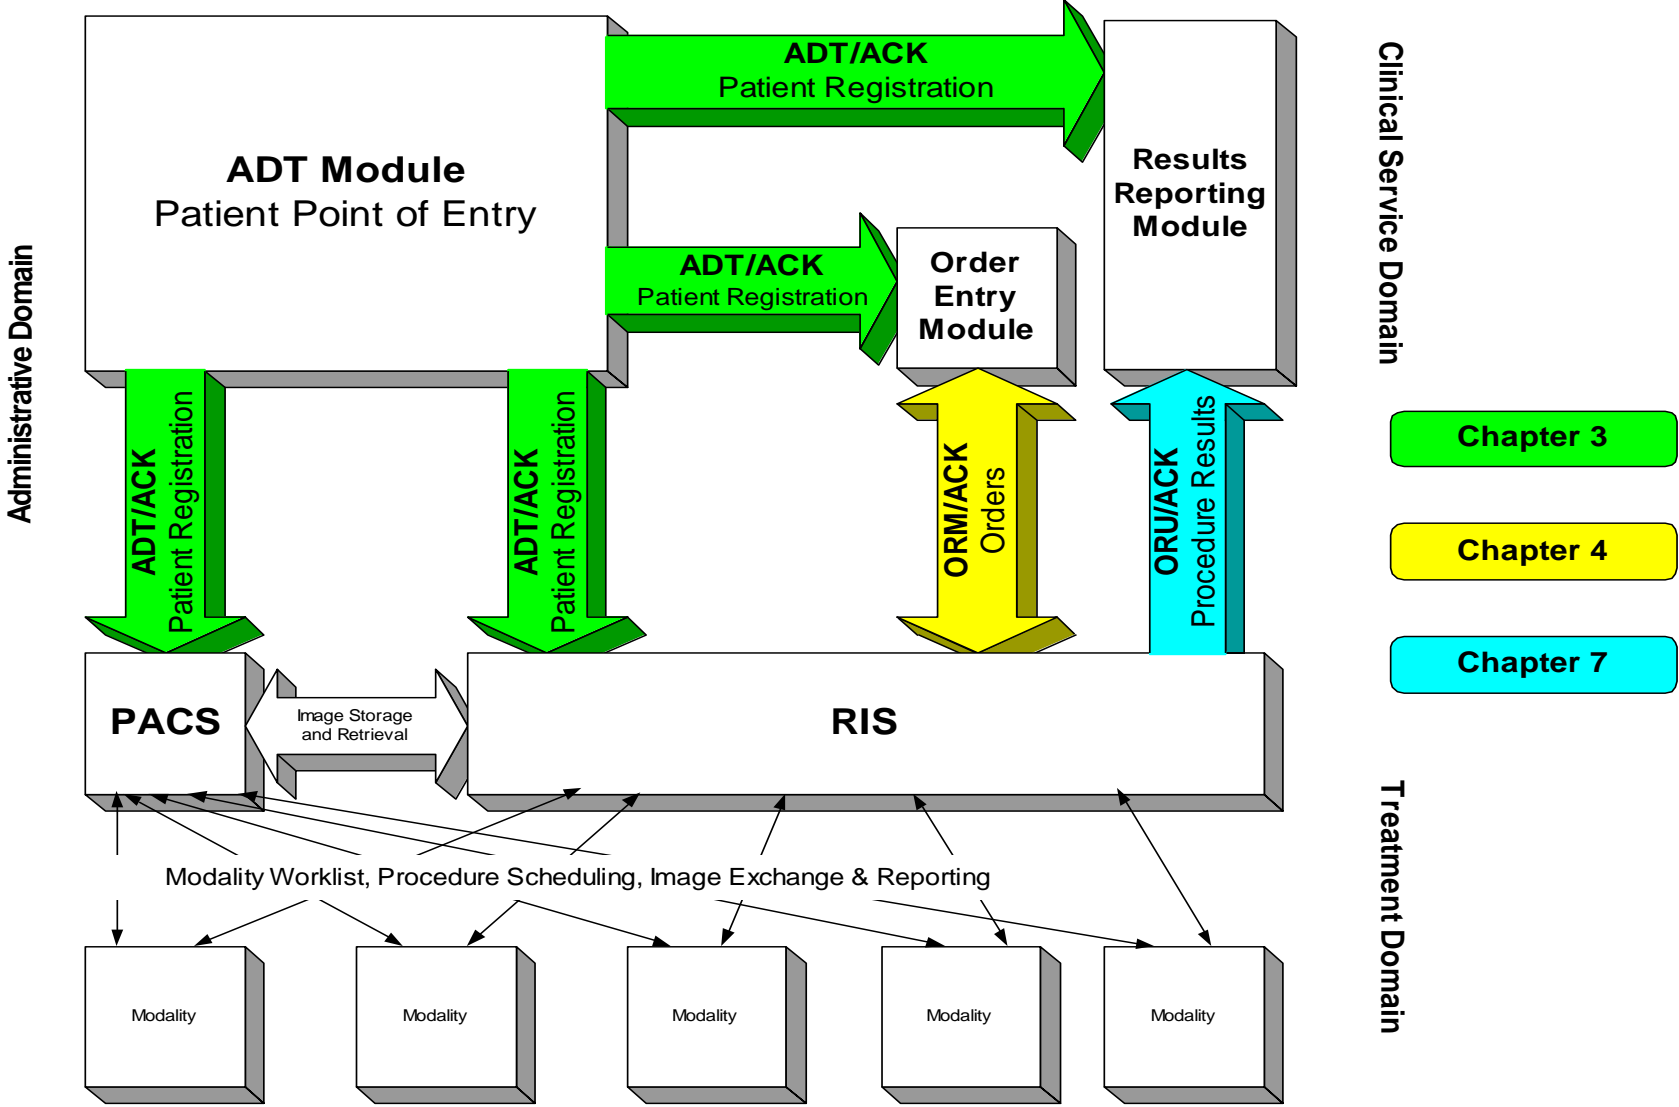 ADT/ACK
Patient Registration
ADT Module
Patient Point of Entry
Results
Reporting
Module
Clinical Service Domain
Administrative Domain
ADT/ACK
Patient Registration
Order
Entry
Module
ADT/ACK
Patient Registration
ADT/ACK
Patient Registration
ORM/ACK
Orders
ORU/ACK
Procedure Results
Chapter 3
Chapter 4
Chapter 7
PACS
Image Storage
and Retrieval
RIS
Treatment Domain
Modality Worklist, Procedure Scheduling, Image Exchange & Reporting
Modality
Modality
Modality
Modality
Modality